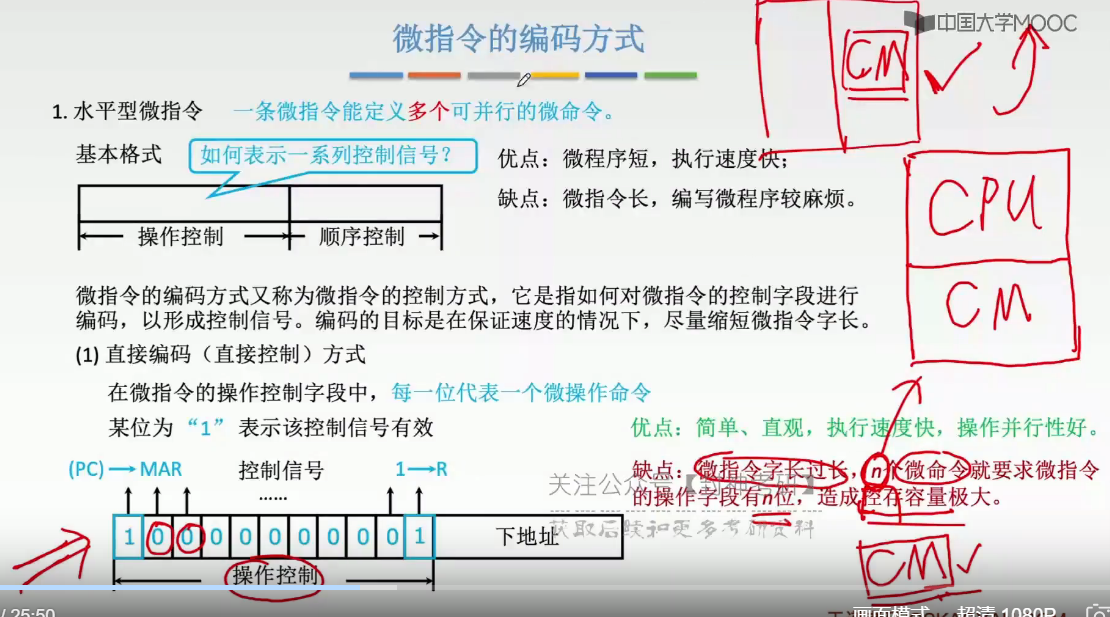 中国大学MOOC
微指令的编码方式
CM
1. 水平型微指令 一条微指令能定义多个可并行的微命令。
基本格式 如何表示一系列控制信号？
优点：微程序短，执行速度快；
缺点：微指令长，编写微程序较麻烦。
操作控制 顺序控制
CPU
CM
微指令的编码方式又称为微指令的控制方式，它是指如何对微指令的控制字段进行
编码，以形成控制信号。编码的目标是在保证速度的情况下，尽量缩短微指令字长。
(1) 直接编码（直接控制）方式
在微指令的操作控制字段中，每一位代表一个微操作命令
某位为“1”表示该控制信号有效
优点：简单、直观，执行速度快，操作并行性好。
缺点：微指令字长过长，n个微命令就要求微指令
的操作字段有n位，造成控存容量极大。
(PC) MAR 控制信号 1 R
......
关注公众号
获取后续和更多考研资料
1 0 0 0 0 0 0 0 0 0 1 下地址
操作控制
CM
/ 25:50
画面模式 超清 1080P